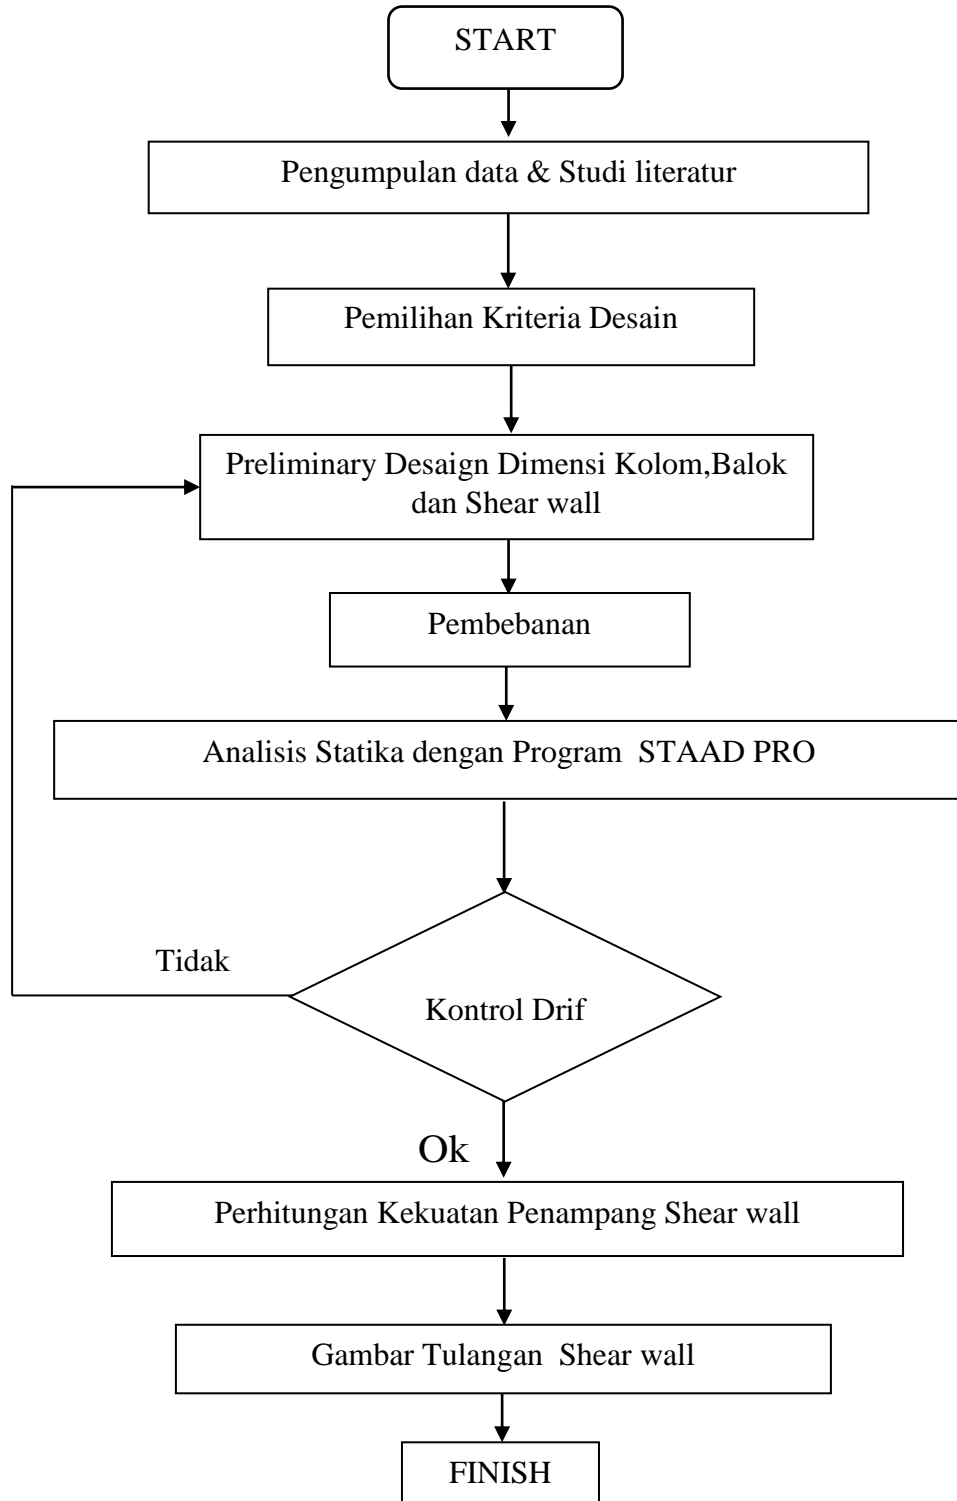 START
Pengumpulan data & Studi literatur
Pemilihan Kriteria Desain
Preliminary Desaign Dimensi Kolom,Balok
dan Shear wall
Pembebanan
Analisis Statika dengan Program  STAAD PRO
Tidak
Kontrol Drif
Ok
Perhitungan Kekuatan Penampang Shear wall
Gambar Tulangan  Shear wall
FINISH